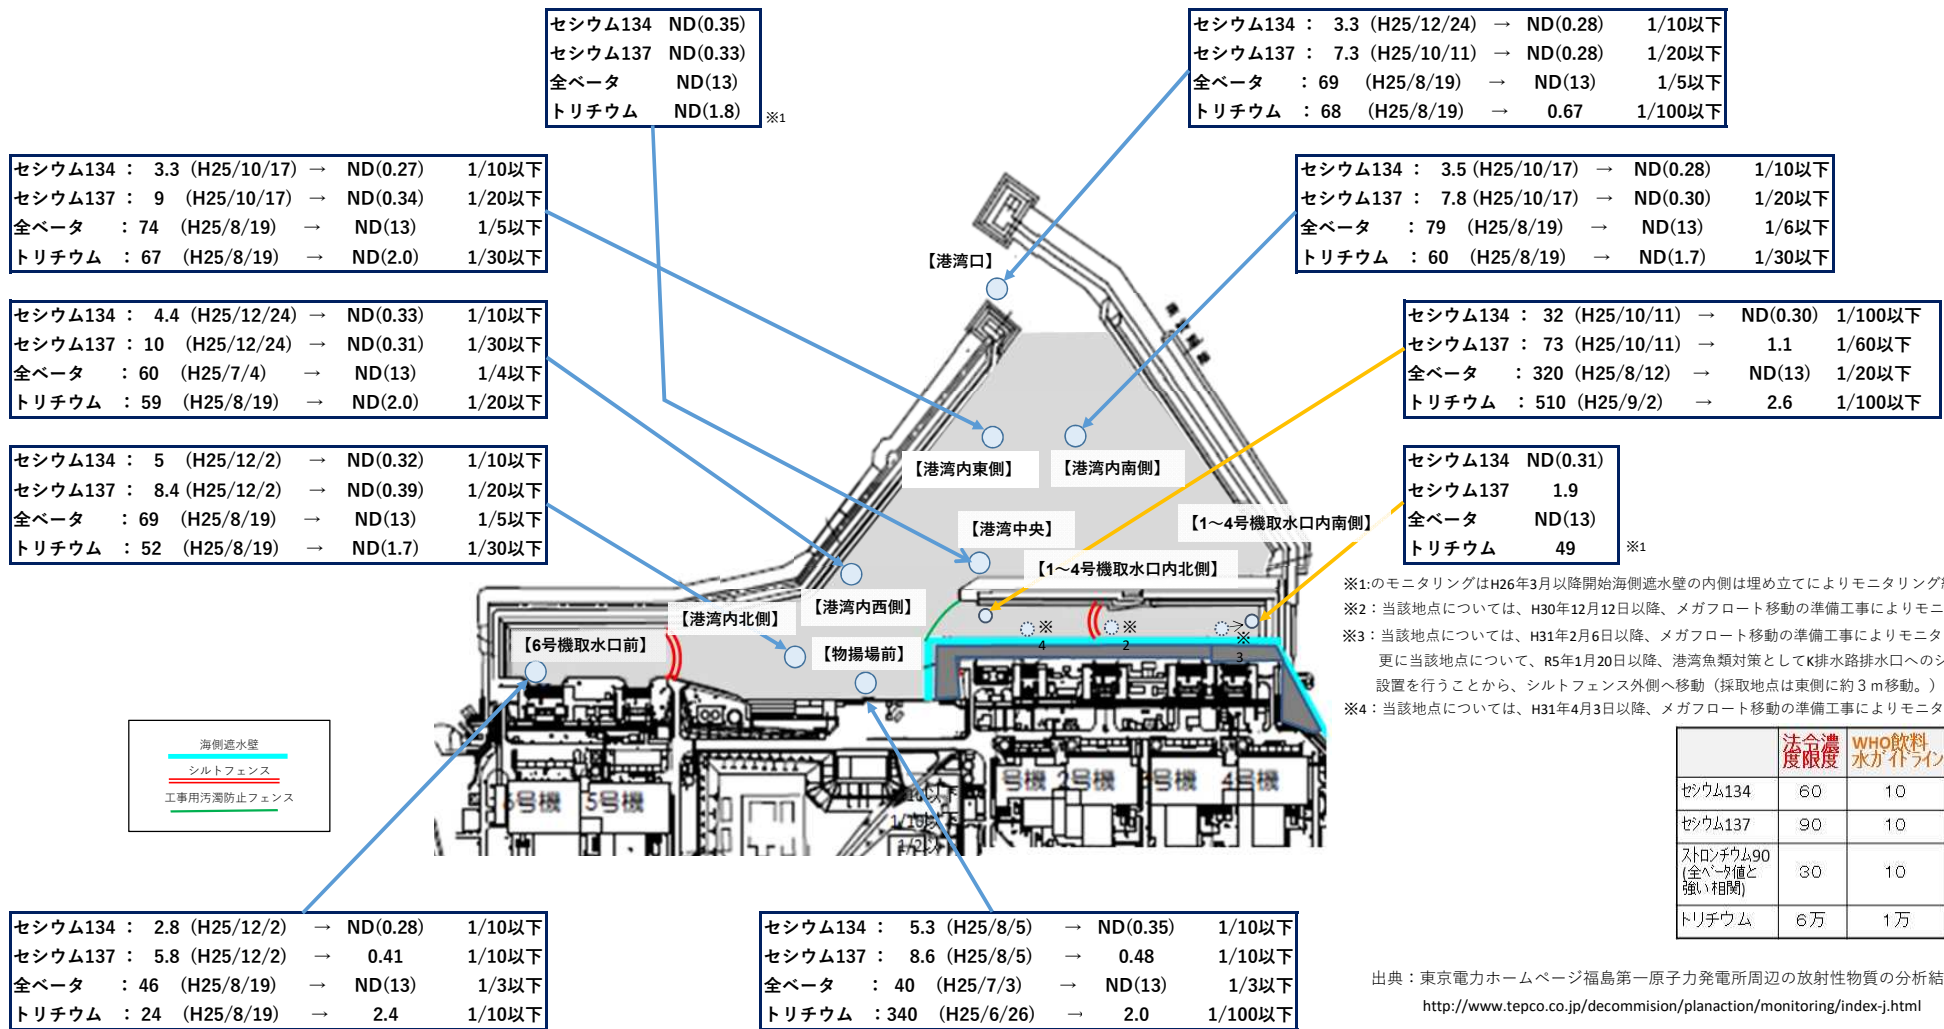 セシウム134 ND(0.35)
セシウム137 ND(0.33)
全ベータ ND(13)
トリチウム ND(1.8) ※1
セシウム134 : 3.3 (H25/12/24) → ND(0.28) 1/10以下
セシウム137 : 7.3 (H25/10/11) → ND(0.28) 1/20以下
全ベータ : 69 (H25/8/19) → ND(13) 1/5以下
トリチウム : 68 (H25/8/19) → 0.67 1/100以下
セシウム134 : 3.3 (H25/10/17) → ND(0.27) 1/10以下
セシウム137 : 9 (H25/10/17) → ND(0.34) 1/20以下
全ベータ : 74 (H25/8/19) → ND(13) 1/5以下
トリチウム : 67 (H25/8/19) → ND(2.0) 1/30以下
セシウム134 : 3.5 (H25/10/17) → ND(0.28) 1/10以下
セシウム137 : 7.8 (H25/10/17) → ND(0.30) 1/20以下
全ベータ : 79 (H25/8/19) → ND(13) 1/6以下
トリチウム : 60 (H25/8/19) → ND(1.7) 1/30以下
セシウム134 : 4.4 (H25/12/24) → ND(0.33) 1/10以下
セシウム137 : 10 (H25/12/24) → ND(0.31) 1/30以下
全ベータ : 60 (H25/7/4) → ND(13) 1/4以下
トリチウム : 59 (H25/8/19) → ND(2.0) 1/20以下
セシウム134 : 32 (H25/10/11) → ND(0.30) 1/100以下
セシウム137 : 73 (H25/10/11) → 1.1 1/60以下
全ベータ : 320 (H25/8/12) → ND(13) 1/20以下
トリチウム : 510 (H25/9/2) → 2.6 1/100以下
セシウム134 : 5 (H25/12/2) → ND(0.32) 1/10以下
セシウム137 : 8.4 (H25/12/2) → ND(0.39) 1/20以下
全ベータ : 69 (H25/8/19) → ND(13) 1/5以下
トリチウム : 52 (H25/8/19) → ND(1.7) 1/30以下
セシウム134 ND(0.31)
セシウム137 1.9
全ベータ ND(13)
トリチウム 49 ※1
【港湾口】
【港湾内東側】
【港湾内南側】
【港湾中央】
【1～4号機取水口内南側】
【1～4号機取水口内北側】
【港湾内西側】
【港湾内北側】
【6号機取水口前】
【物揚場前】
※4
※2
※3
※1:のモニタリングはH26年3月以降開始海側遮水壁の内側は埋め立てによりモニタリング
※2：当該地点については、H30年12月12日以降、メガフロート移動の準備工事によりモニ
※3：当該地点については、H31年2月6日以降、メガフロート移動の準備工事によりモニタ
更に当該地点について、R5年1月20日以降、港湾魚類対策としてK排水路排水口へのシ
設置を行うことから、シルトフェンス外側へ移動（採取地点は東側に約３ｍ移動。）
※4：当該地点については、H31年4月3日以降、メガフロート移動の準備工事によりモニタ
海側遮水壁
シルトフェンス
工事用汚濁防止フェンス
6号機 5号機
号機 2号機 3号機 4号機
法令濃度限度 WHO飲料水ガイドライン
セシウム134 60 10
セシウム137 90 10
ストロンチウム90(全ベータ値と強い相関) 30 10
トリチウム 6万 1万
セシウム134 : 2.8 (H25/12/2) → ND(0.28) 1/10以下
セシウム137 : 5.8 (H25/12/2) → 0.41 1/10以下
全ベータ : 46 (H25/8/19) → ND(13) 1/3以下
トリチウム : 24 (H25/8/19) → 2.4 1/10以下
セシウム134 : 5.3 (H25/8/5) → ND(0.35) 1/10以下
セシウム137 : 8.6 (H25/8/5) → 0.48 1/10以下
全ベータ : 40 (H25/7/3) → ND(13) 1/3以下
トリチウム : 340 (H25/6/26) → 2.0 1/100以下
出典：東京電力ホームページ福島第一原子力発電所周辺の放射性物質の分析結
http://www.tepco.co.jp/decommision/planaction/monitoring/index-j.html